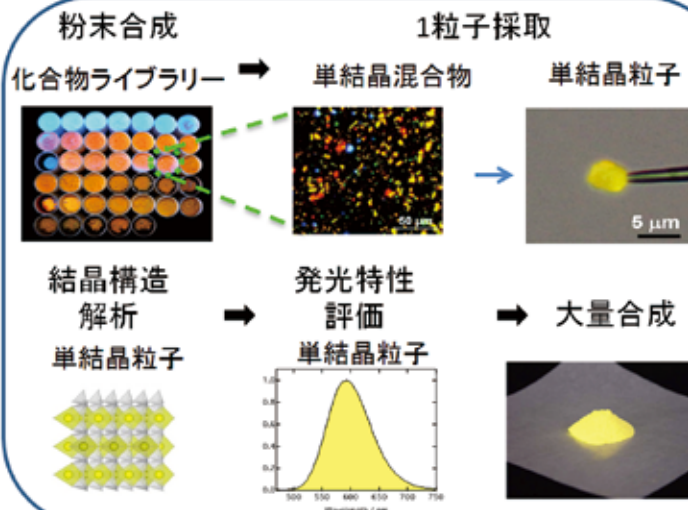 粉末合成
1粒子採取
化合物ライブラリー
単結晶混合物
単結晶粒子
50 μm
5 μm
結晶構造
解析
発光特性
評価
大量合成
単結晶粒子
単結晶粒子
1.0
0.8
0.6
0.4
0.2
0.0
500 550 600 650 700 750